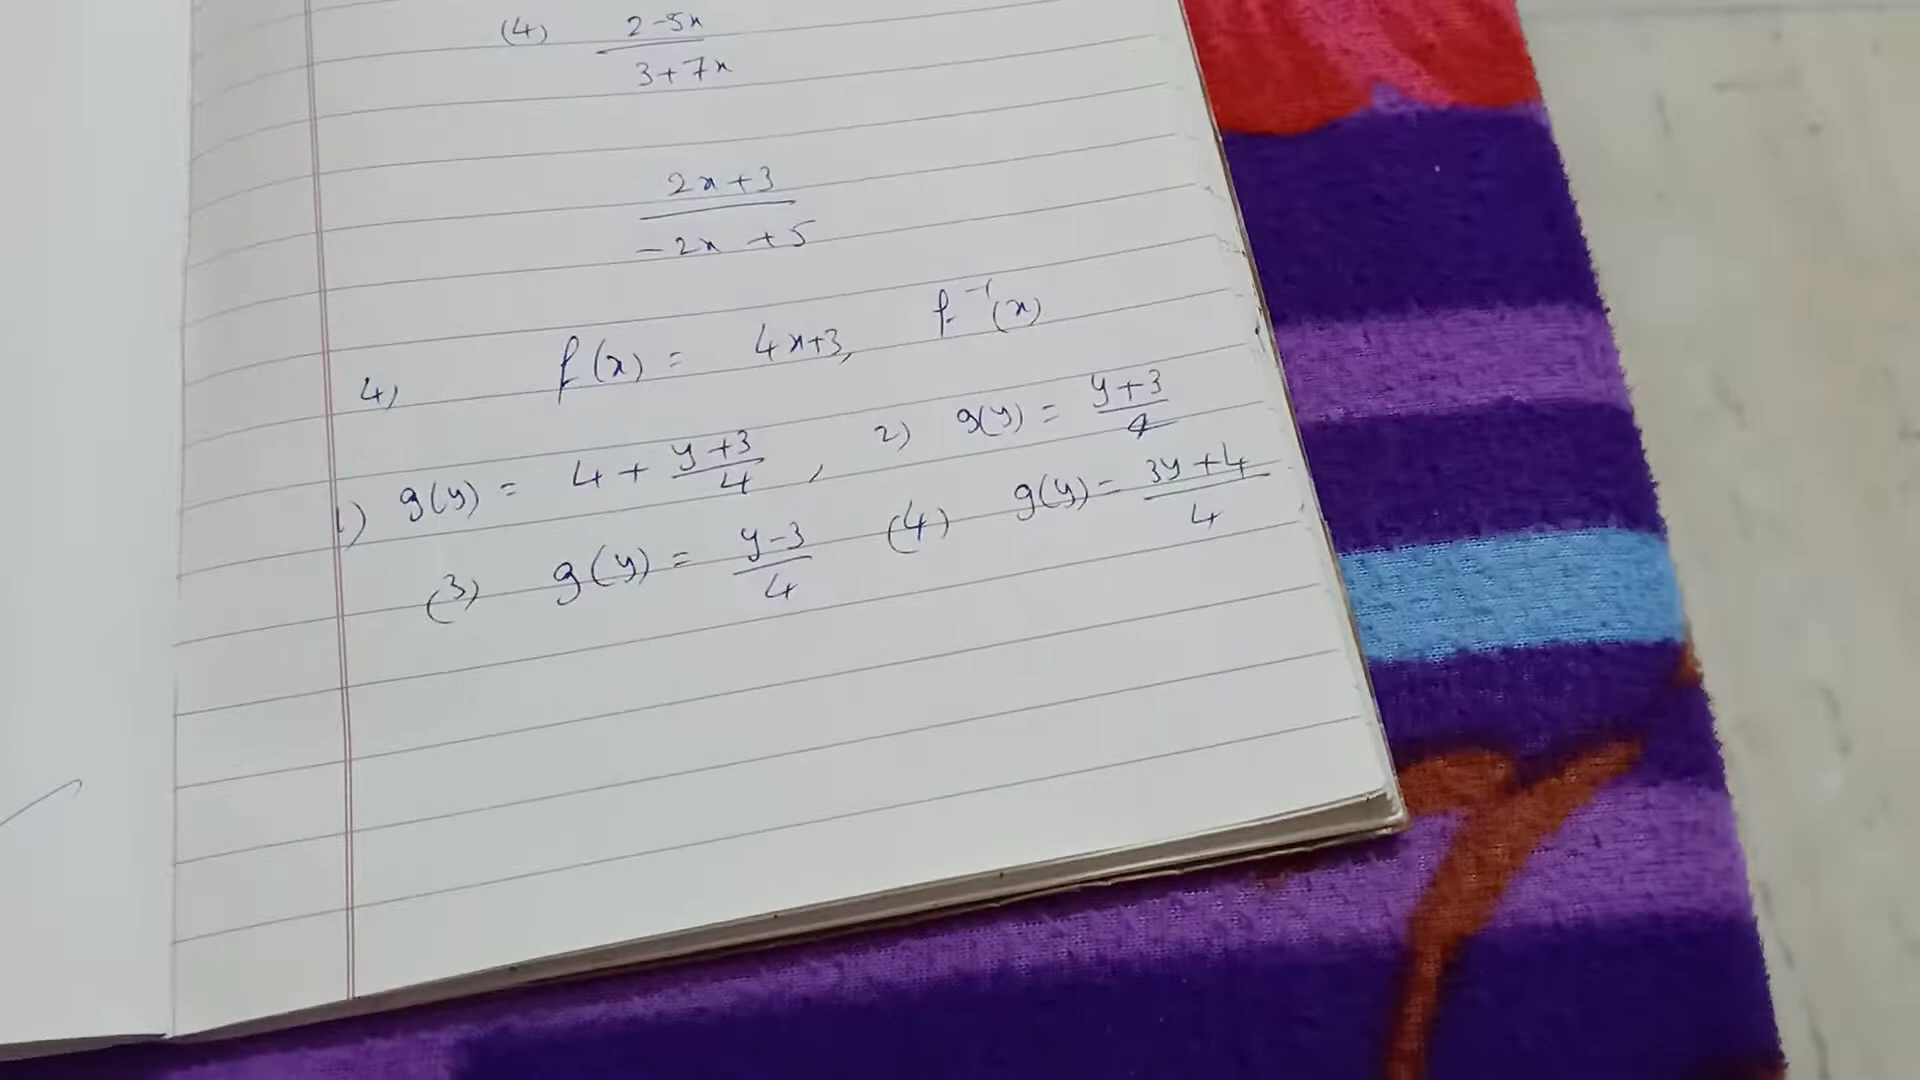 (4) 2-5x
3+7x
2x+3
-2x +5
4, f(x) = 4x+3, f⁻¹(x)
1) g(y) = 4 + y+3/4 , 2) g(y) = y+3/4
(3) g(y) = y-3/4 (4) g(y) = 3y+4/4